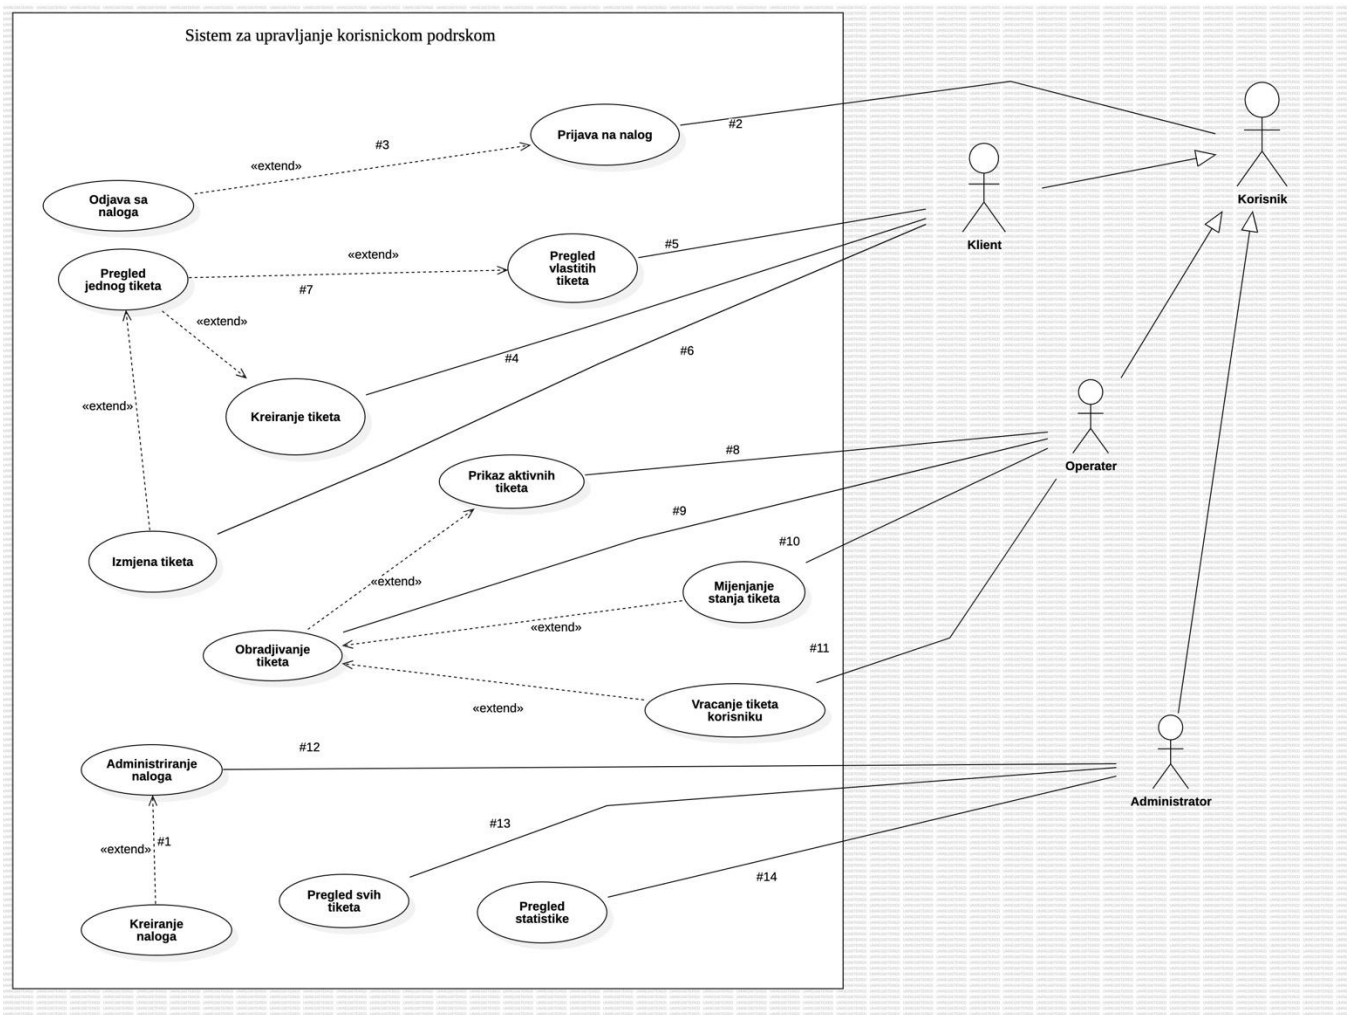 Sistem za upravljanje korisnickom podrskom
Prijava na nalog
#2
#3
«extend»
Odjava sa
naloga
Korisnik
Klient
Pregled
jednog tiketa
«extend»
#7
Pregled
vlastitih
tiketa
#5
«extend»
#4
#6
Kreiranje tiketa
«extend»
Prikaz aktivnih
tiketa
#8
Operater
#9
#10
Izmjena tiketa
«extend»
Mijenjanje
stanja tiketa
«extend»
Obradjivanje
tiketa
#11
«extend»
Vracanje tiketa
korisniku
#12
Administriranje
naloga
Administrator
#13
«extend»
#1
#14
Pregled svih
tiketa
Pregled
statistike
Kreiranje
naloga